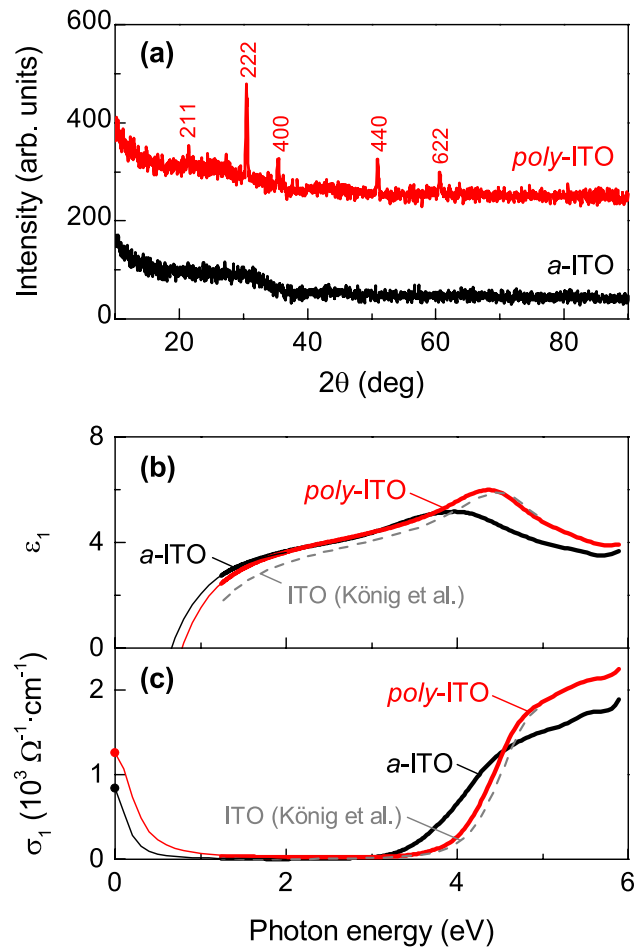 600
(a)
222
211
400
440
622
poly-ITO
400
200
a-ITO
0
Intensity (arb. units)
20
40
60
80
2θ (deg)
8
(b)
poly-ITO
4
a-ITO
ITO (König et al.)
0
ε₁
2
(c)
poly-ITO
1
a-ITO
ITO (König et al.)
0
σ₁ (10³ Ω⁻¹·cm⁻¹)
0
2
4
6
Photon energy (eV)